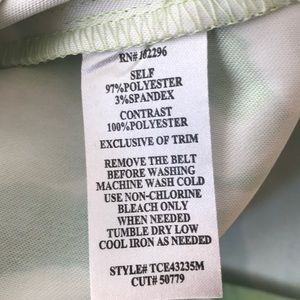 RN#102296
SELF
97%POLYESTER
3%SPANDEX
CONTRAST
100%POLYESTER
EXCLUSIVE OF TRIM
REMOVE THE BELT
BEFORE WASHING
MACHINE WASH COLD
USE NON-CHLORINE
BLEACH ONLY
WHEN NEEDED
TUMBLE DRY LOW
COOL IRON AS NEEDED
STYLE# TCE43235M
CUT# 50779